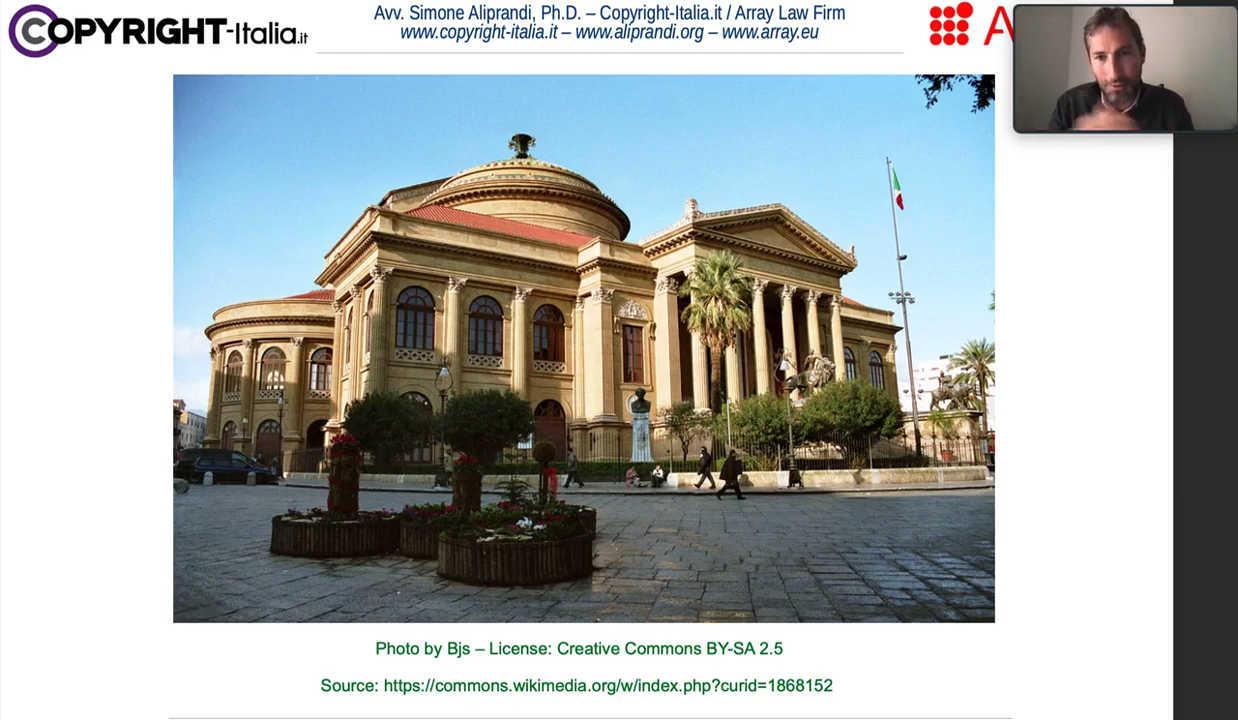 COPYRIGHT-Italia.it
Avv. Simone Aliprandi, Ph.D. – Copyright-Italia.it / Array Law Firm
www.copyright-italia.it – www.aliprandi.org – www.array.eu
A
Photo by Bjs – License: Creative Commons BY-SA 2.5
Source: https://commons.wikimedia.org/w/index.php?curid=1868152